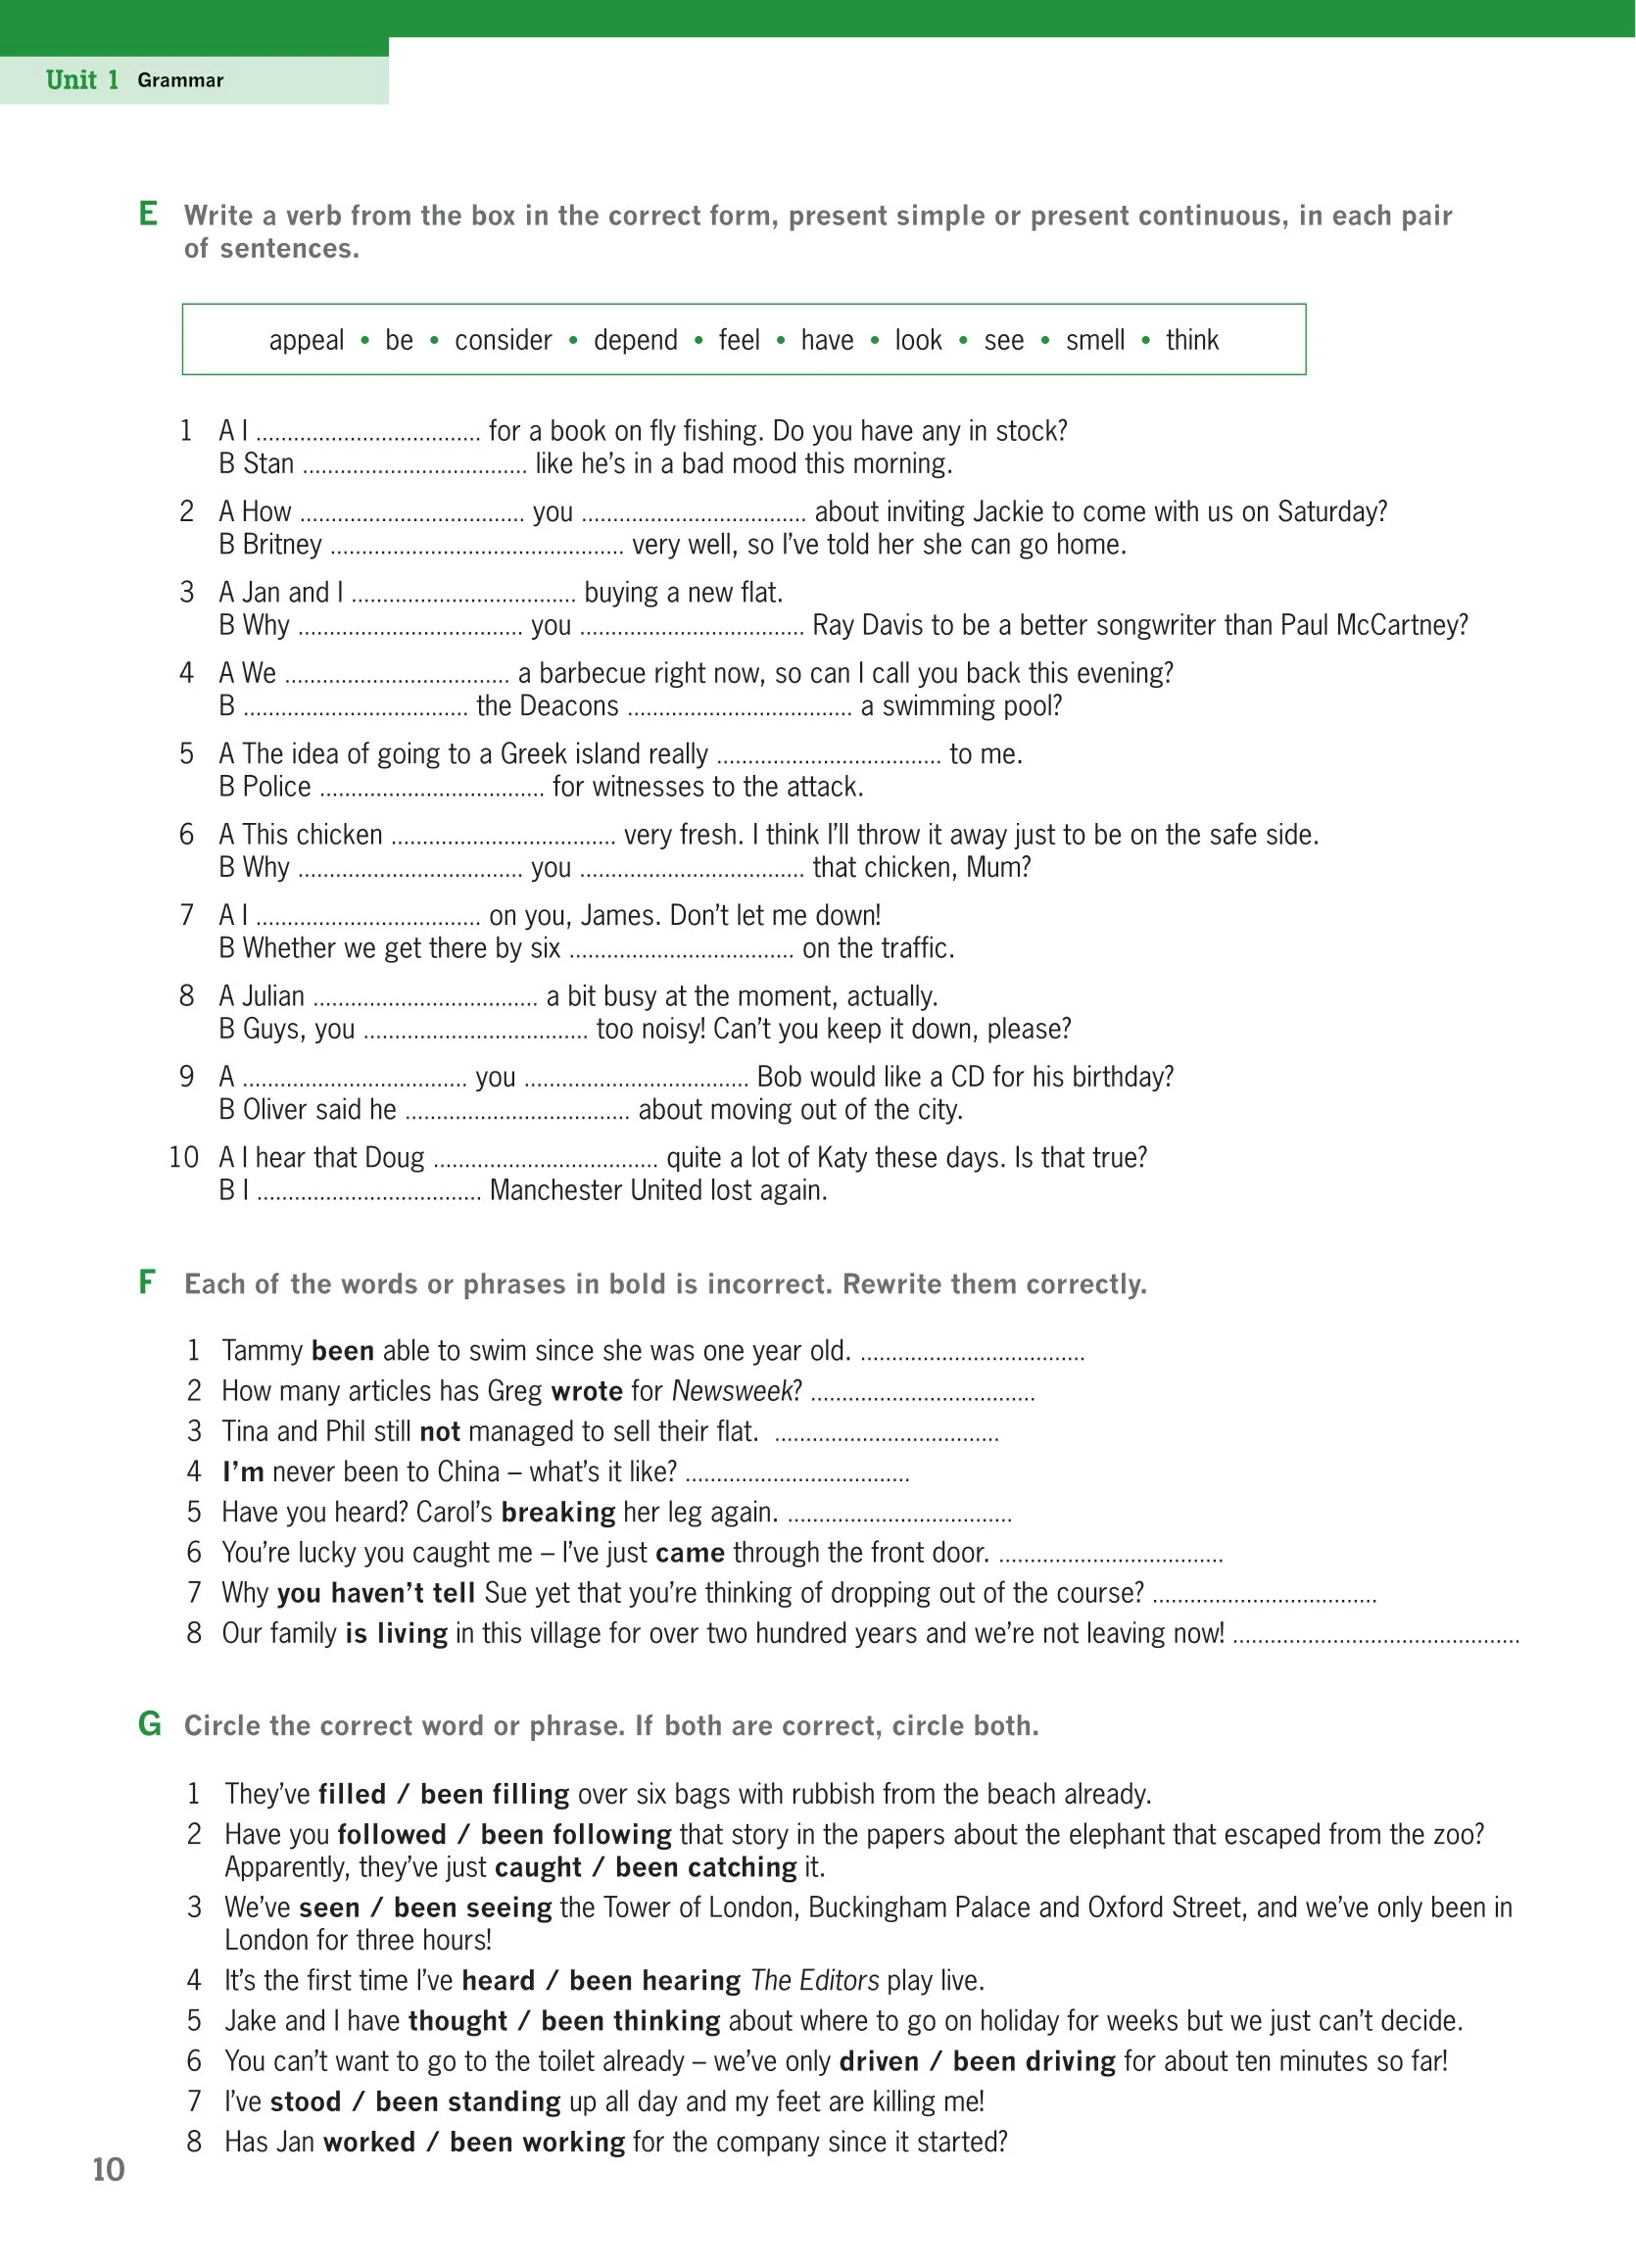 Unit 1 Grammar
E Write a verb from the box in the correct form, present simple or present continuous, in each pair
of sentences.
appeal • be • consider • depend • feel • have • look • see • smell • think
1 A I .................................... for a book on fly fishing. Do you have any in stock?
B Stan .................................... like he's in a bad mood this morning.
2 A How .................................... you .................................... about inviting Jackie to come with us on Saturday?
B Britney ............................................... very well, so I've told her she can go home.
3 A Jan and I .................................... buying a new flat.
B Why .................................... you .................................... Ray Davis to be a better songwriter than Paul McCartney?
4 A We .................................... a barbecue right now, so can I call you back this evening?
B .................................... the Deacons .................................... a swimming pool?
5 A The idea of going to a Greek island really .................................... to me.
B Police .................................... for witnesses to the attack.
6 A This chicken .................................... very fresh. I think I'll throw it away just to be on the safe side.
B Why .................................... you .................................... that chicken, Mum?
7 A I .................................... on you, James. Don't let me down!
B Whether we get there by six .................................... on the traffic.
8 A Julian .................................... a bit busy at the moment, actually.
B Guys, you .................................... too noisy! Can't you keep it down, please?
9 A .................................... you .................................... Bob would like a CD for his birthday?
B Oliver said he .................................... about moving out of the city.
10 A I hear that Doug .................................... quite a lot of Katy these days. Is that true?
B I .................................... Manchester United lost again.
F Each of the words or phrases in bold is incorrect. Rewrite them correctly.
1 Tammy been able to swim since she was one year old. ....................................
2 How many articles has Greg wrote for Newsweek? ....................................
3 Tina and Phil still not managed to sell their flat. ....................................
4 I'm never been to China – what's it like? ....................................
5 Have you heard? Carol's breaking her leg again. ....................................
6 You're lucky you caught me – I've just came through the front door. ....................................
7 Why you haven't tell Sue yet that you're thinking of dropping out of the course? ....................................
8 Our family is living in this village for over two hundred years and we're not leaving now! ..............................................
G Circle the correct word or phrase. If both are correct, circle both.
1 They've filled / been filling over six bags with rubbish from the beach already.
2 Have you followed / been following that story in the papers about the elephant that escaped from the zoo?
Apparently, they've just caught / been catching it.
3 We've seen / been seeing the Tower of London, Buckingham Palace and Oxford Street, and we've only been in
London for three hours!
4 It's the first time I've heard / been hearing The Editors play live.
5 Jake and I have thought / been thinking about where to go on holiday for weeks but we just can't decide.
6 You can't want to go to the toilet already – we've only driven / been driving for about ten minutes so far!
7 I've stood / been standing up all day and my feet are killing me!
8 Has Jan worked / been working for the company since it started?
10